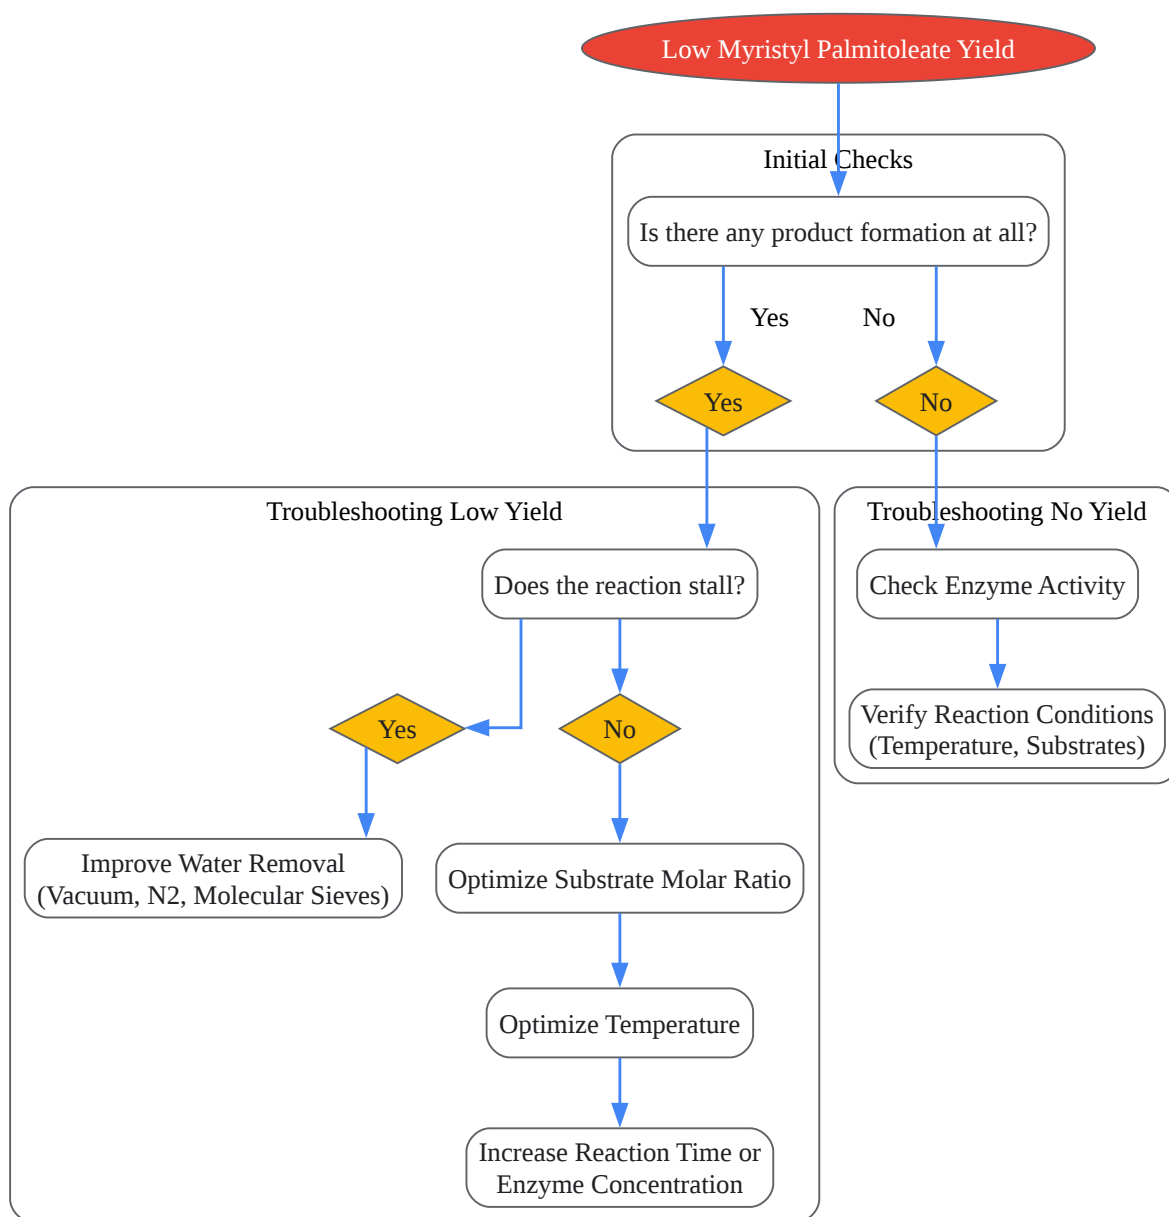 Low Myristyl Palmitoleate Yield
Initial Checks
Is there any product formation at all?
Yes
No
Yes
No
Troubleshooting Low Yield
Troubleshooting No Yield
Does the reaction stall?
Check Enzyme Activity
Yes
No
Verify Reaction Conditions
(Temperature, Substrates)
Improve Water Removal
(Vacuum, N2, Molecular Sieves)
Optimize Substrate Molar Ratio
Optimize Temperature
Increase Reaction Time or
Enzyme Concentration